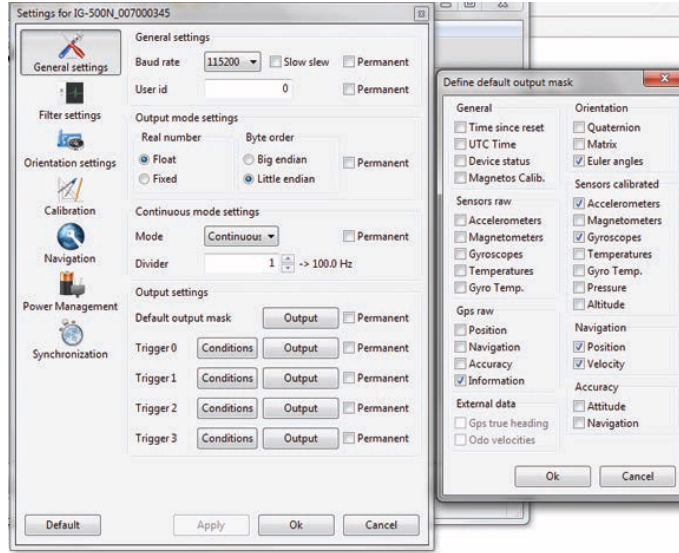 Settings for IG-500N_007000345
General settings
Filter settings
Orientation settings
Calibration
Navigation
Power Management
Synchronization
General settings
Baud rate 115200 Slow slew Permanent
User id 0 Permanent
Output mode settings
Real number Byte order
Float Big endian Permanent
Fixed Little endian
Continuous mode settings
Mode Continuou: Permanent
Divider 1 -> 100.0 Hz
Output settings
Default output mask Output Permanent
Trigger 0 Conditions Output Permanent
Trigger 1 Conditions Output Permanent
Trigger 2 Conditions Output Permanent
Trigger 3 Conditions Output Permanent
Default Apply Ok Cancel
Define default output mask
General
Time since reset
UTC Time
Device status
Magnetos Calib.
Sensors raw
Accelerometers
Magnetometers
Gyroscopes
Temperatures
Gyro Temp.
Gps raw
Position
Navigation
Accuracy
Information
External data
Gps true heading
Odo velocities
Orientation
Quaternion
Matrix
Euler angles
Sensors calibrated
Accelerometers
Magnetometers
Gyroscopes
Temperatures
Gyro Temp.
Pressure
Altitude
Navigation
Position
Velocity
Accuracy
Attitude
Navigation
Ok Cancel